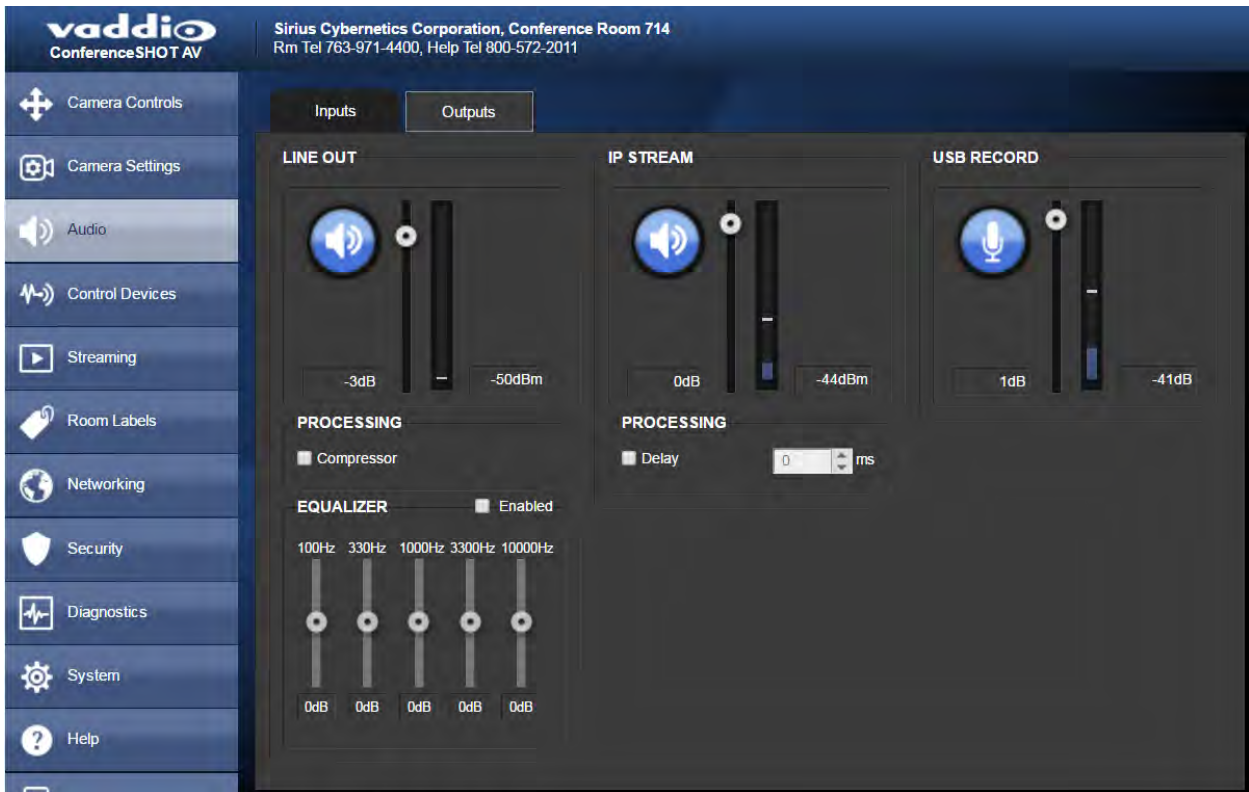 vaddio
ConferenceSHOT AV
Sirius Cybernetics Corporation, Conference Room 714
Rm Tel 763-971-4400, Help Tel 800-572-2011
Camera Controls
Camera Settings
Audio
Control Devices
Streaming
Room Labels
Networking
Security
Diagnostics
System
Help
Inputs
Outputs
LINE OUT
-3dB
-50dBm
PROCESSING
Compressor
EQUALIZER
Enabled
100Hz 330Hz 1000Hz 3300Hz 10000Hz
0dB 0dB 0dB 0dB 0dB
IP STREAM
0dB
-44dBm
PROCESSING
Delay
0
ms
USB RECORD
1dB
-41dB